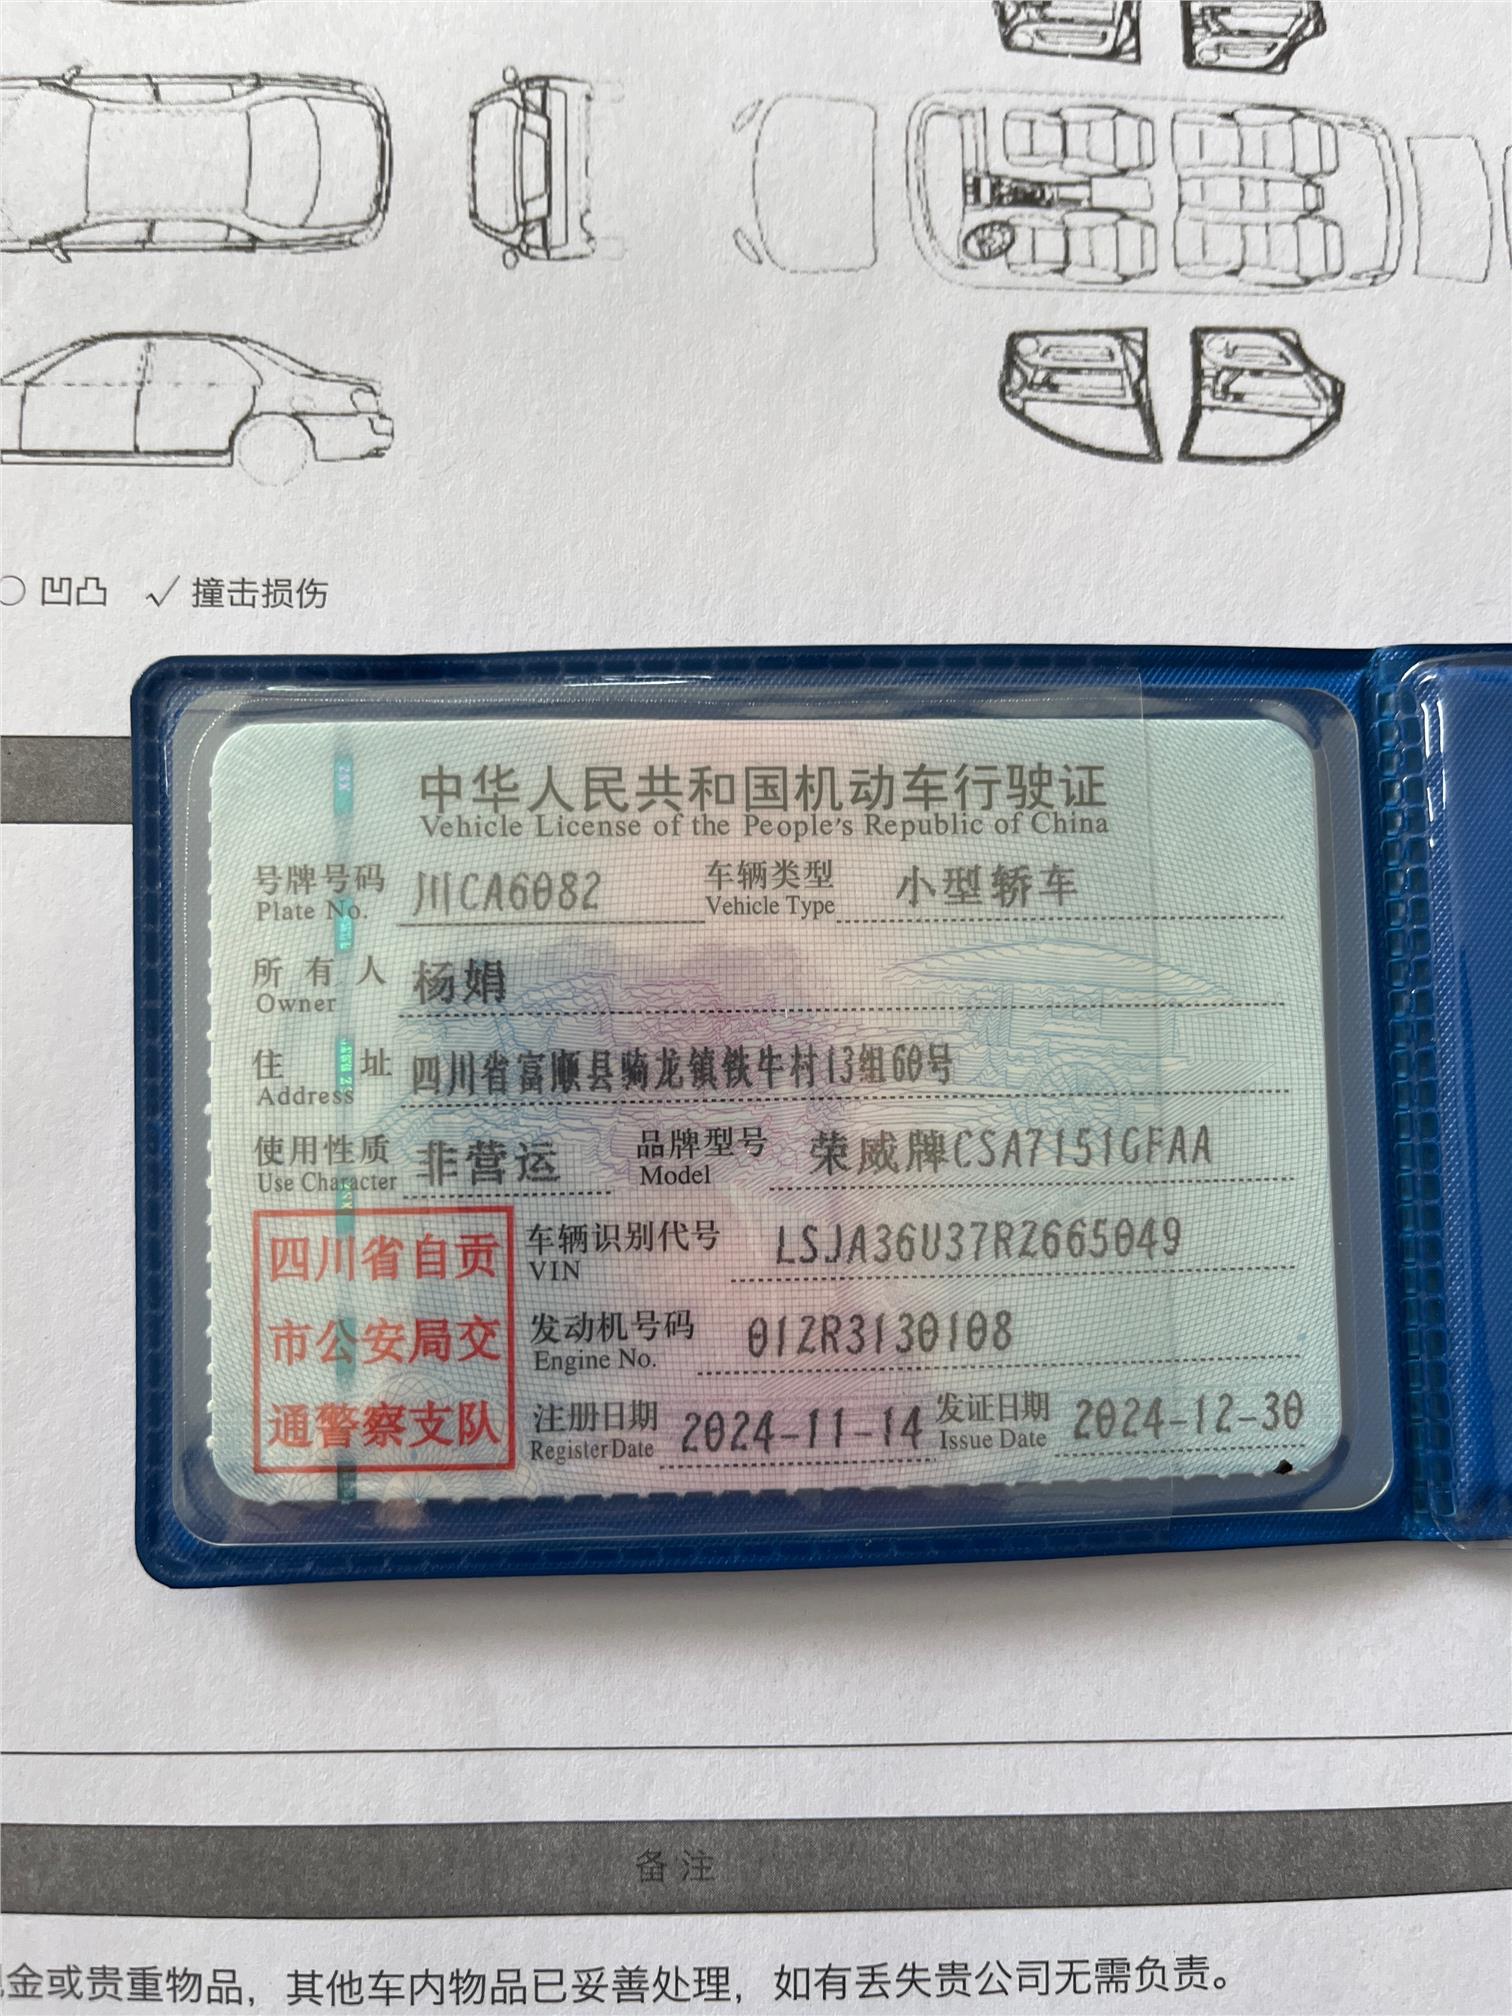 凹凸 √ 撞击损伤
中华人民共和国机动车行驶证
Vehicle License of the People's Republic of China
号牌号码 川CA6082 车辆类型 小型轿车
Plate No. Vehicle Type
所有人 杨娟
Owner
住址 四川省富顺县骑龙镇铁牛村13组60号
Address
使用性质 非营运 品牌型号 荣威牌CSA7151GFAA
Use Character Model
四川省自贡
市公安局交
通警察支队
车辆识别代号 LSJA36U37RZ665049
VIN
发动机号码 01ZR3130108
Engine No.
注册日期 2024-11-14 发证日期 2024-12-30
Register Date Issue Date
备注
金或贵重物品，其他车内物品已妥善处理，如有丢失贵公司无需负责。